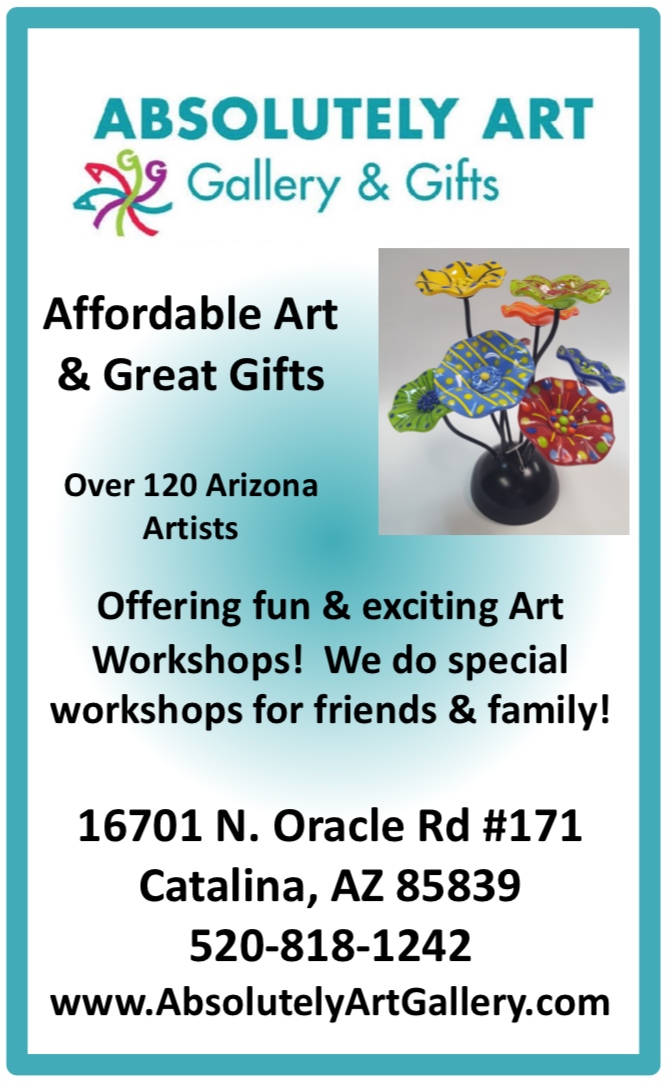 ABSOLUTELY ART
AGG
Gallery & Gifts
Affordable Art
& Great Gifts
Over 120 Arizona
Artists
Offering fun & exciting Art
Workshops! We do special
workshops for friends & family!
16701 N. Oracle Rd #171
Catalina, AZ 85839
520-818-1242
www.AbsolutelyArtGallery.com